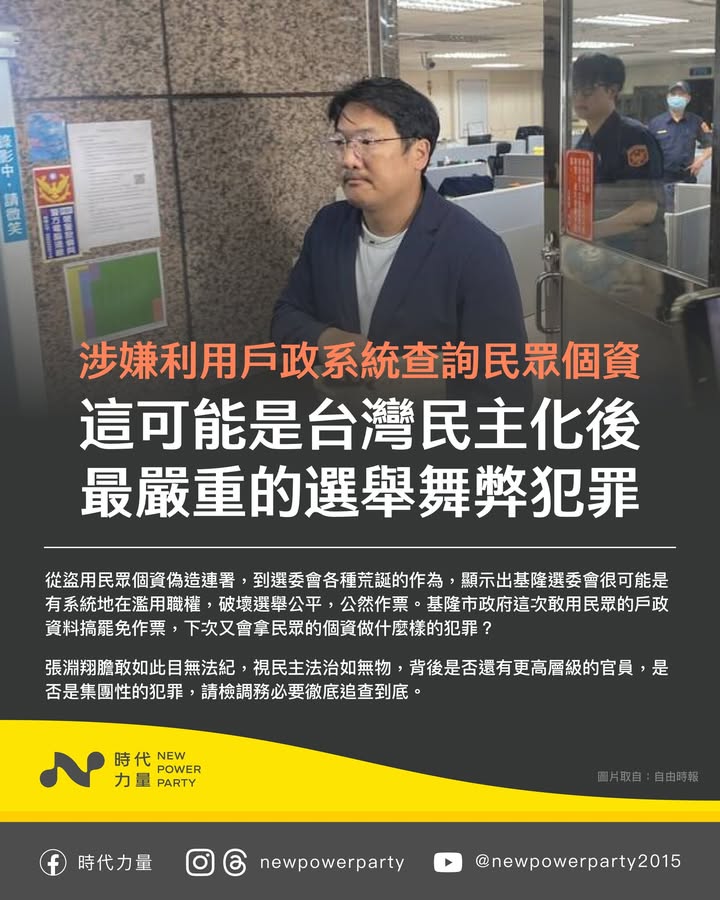 錄影中，請微笑
涉嫌利用戶政系統查詢民眾個資
這可能是台灣民主化後
最嚴重的選舉舞弊犯罪
從盜用民眾個資偽造連署，到選委會各種荒誕的作為，顯示出基隆選委會很可能是
有系統地在濫用職權，破壞選舉公平，公然作票。基隆市政府這次敢用民眾的戶政
資料搞罷免作票，下次又會拿民眾的個資做什麼樣的犯罪？
張淵翔膽敢如此目無法紀，視民主法治如無物，背後是否還有更高層級的官員，是
否是集團性的犯罪，請檢調務必要徹底追查到底。
時代 NEW
力量 POWER
PARTY
圖片取自：自由時報
時代力量 newpowerparty @newpowerparty2015